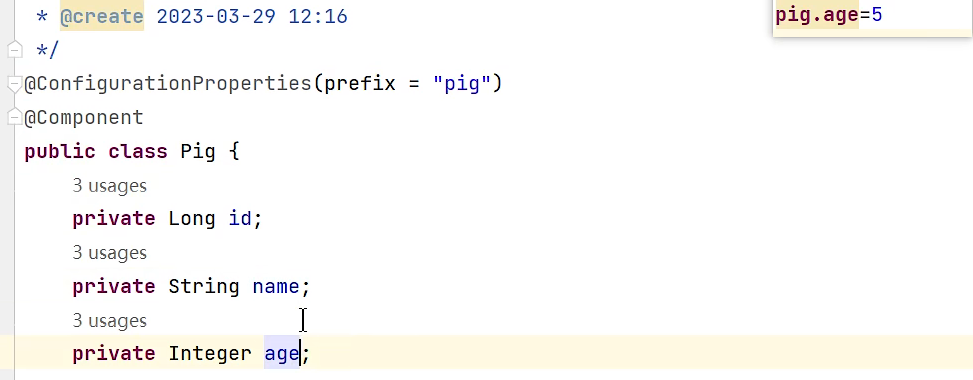 * @create 2023-03-29 12:16
pig.age=5
*/
@ConfigurationProperties(prefix = "pig")
@Component
public class Pig {
3 usages
private Long id;
3 usages
private String name;
3 usages
private Integer age;